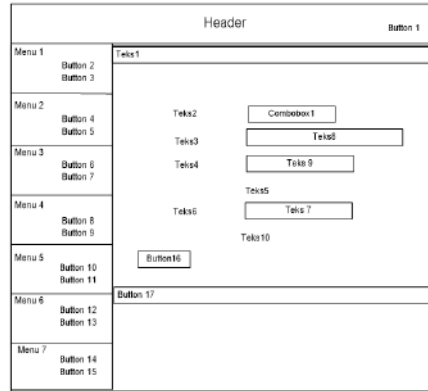 Header
Button 1
Menu 1
Button 2
Button 3
Menu 2
Button 4
Button 5
Menu 3
Button 6
Button 7
Menu 4
Button 8
Button 9
Menu 5
Button 10
Button 11
Menu 6
Button 12
Button 13
Menu 7
Button 14
Button 15
Teks1
Teks2 Combobox1
Teks3 Teks8
Teks4 Teks 9
Teks5
Teks6 Teks 7
Teks10
Button16
Button 17